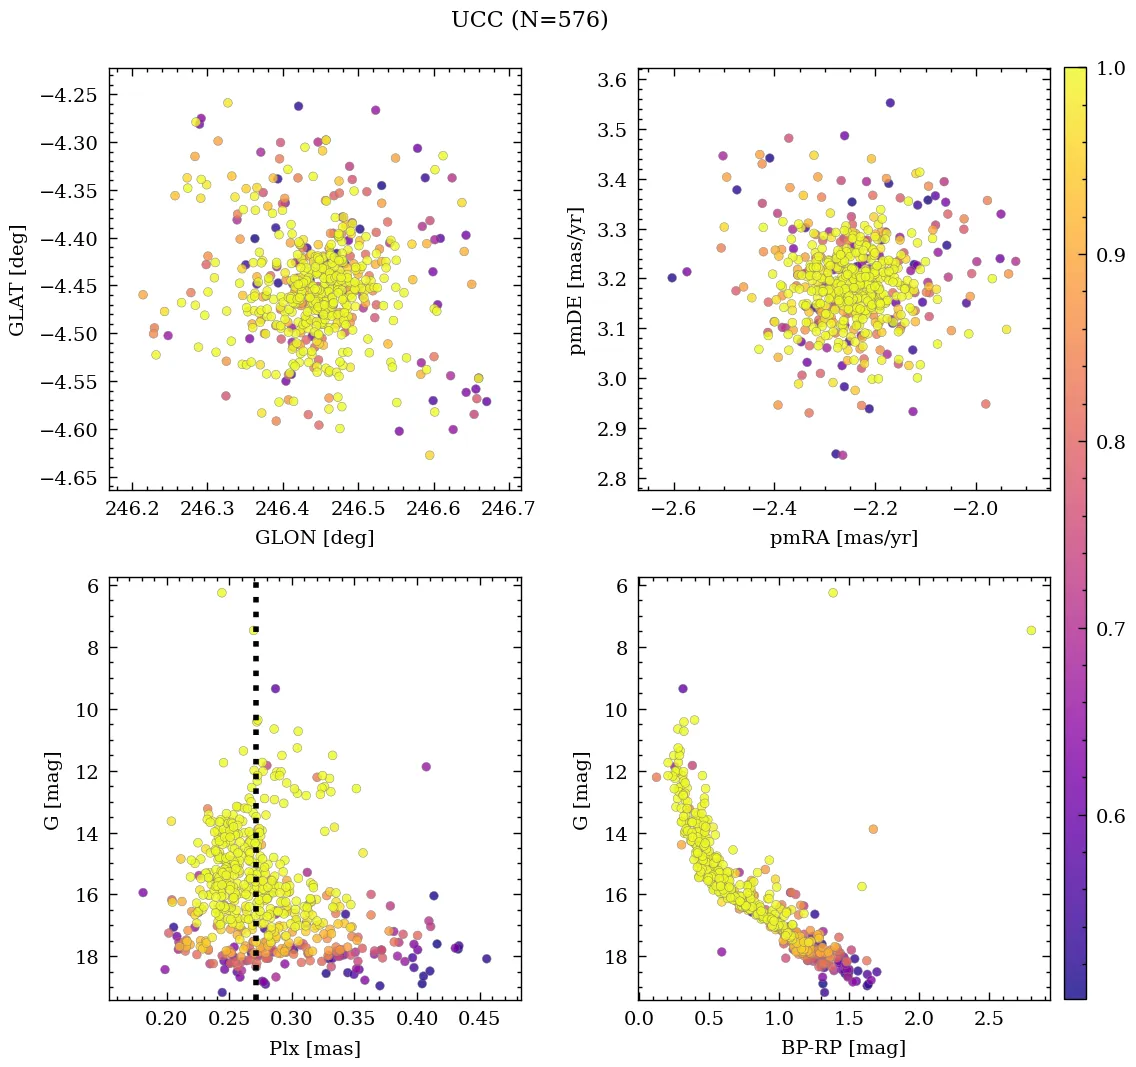 UCC (N=576)
−4.25
−4.30
−4.35
−4.40
−4.45
−4.50
−4.55
−4.60
−4.65
GLAT [deg]
246.2 246.3 246.4 246.5 246.6 246.7
GLON [deg]
3.6
3.5
3.4
3.3
3.2
3.1
3.0
2.9
2.8
pmDE [mas/yr]
−2.6 −2.4 −2.2 −2.0
pmRA [mas/yr]
6
8
10
12
14
16
18
G [mag]
0.20 0.25 0.30 0.35 0.40 0.45
Plx [mas]
6
8
10
12
14
16
18
G [mag]
0.0 0.5 1.0 1.5 2.0 2.5
BP-RP [mag]
1.0
0.9
0.8
0.7
0.6